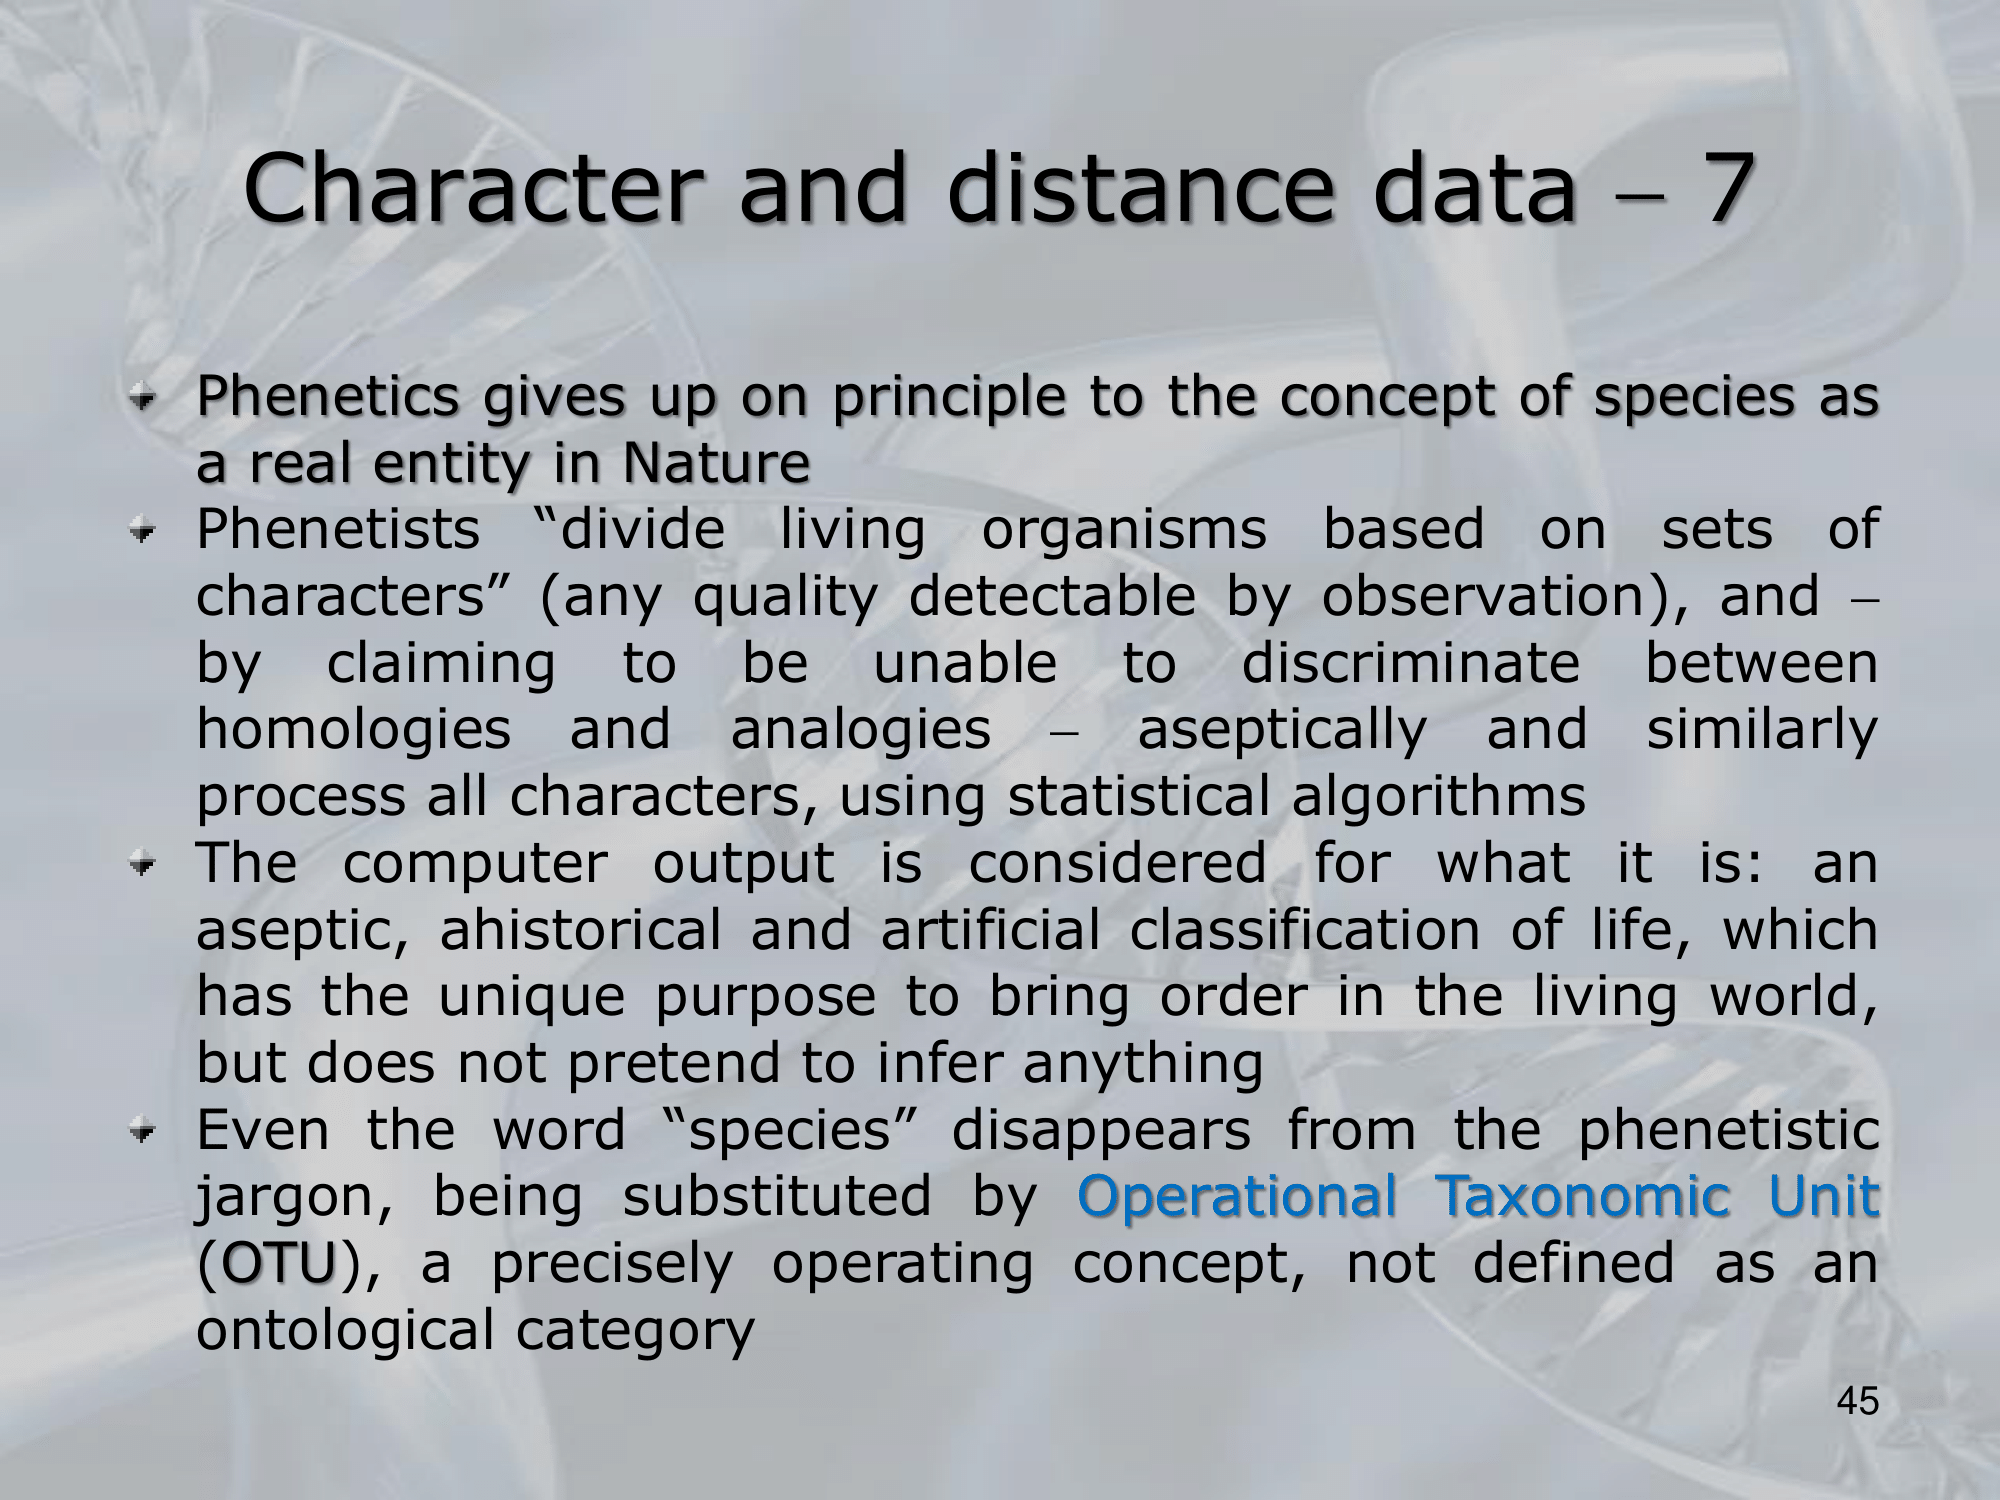 Character and distance data – 7
Phenetics gives up on principle to the concept of species as
a real entity in Nature
Phenetists “divide living organisms based on sets of
characters” (any quality detectable by observation), and –
by claiming to be unable to discriminate between
homologies and analogies – aseptically and similarly
process all characters, using statistical algorithms
The computer output is considered for what it is: an
aseptic, ahistorical and artificial classification of life, which
has the unique purpose to bring order in the living world,
but does not pretend to infer anything
Even the word “species” disappears from the phenetistic
jargon, being substituted by Operational Taxonomic Unit
(OTU), a precisely operating concept, not defined as an
ontological category
45